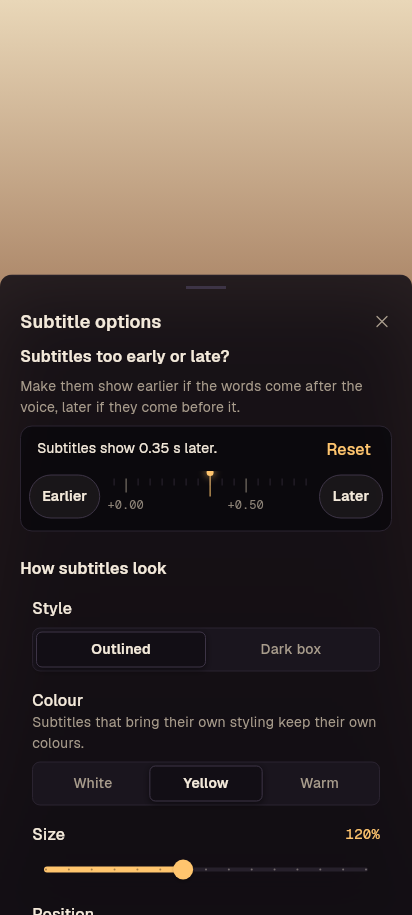 Subtitle options
Subtitles too early or late?
Make them show earlier if the words come after the
voice, later if they come before it.
Subtitles show 0.35 s later.
Reset
Earlier
Later
+0.00
+0.50
How subtitles look
Style
Outlined
Dark box
Colour
Subtitles that bring their own styling keep their own
colours.
White
Yellow
Warm
Size
120%
Position